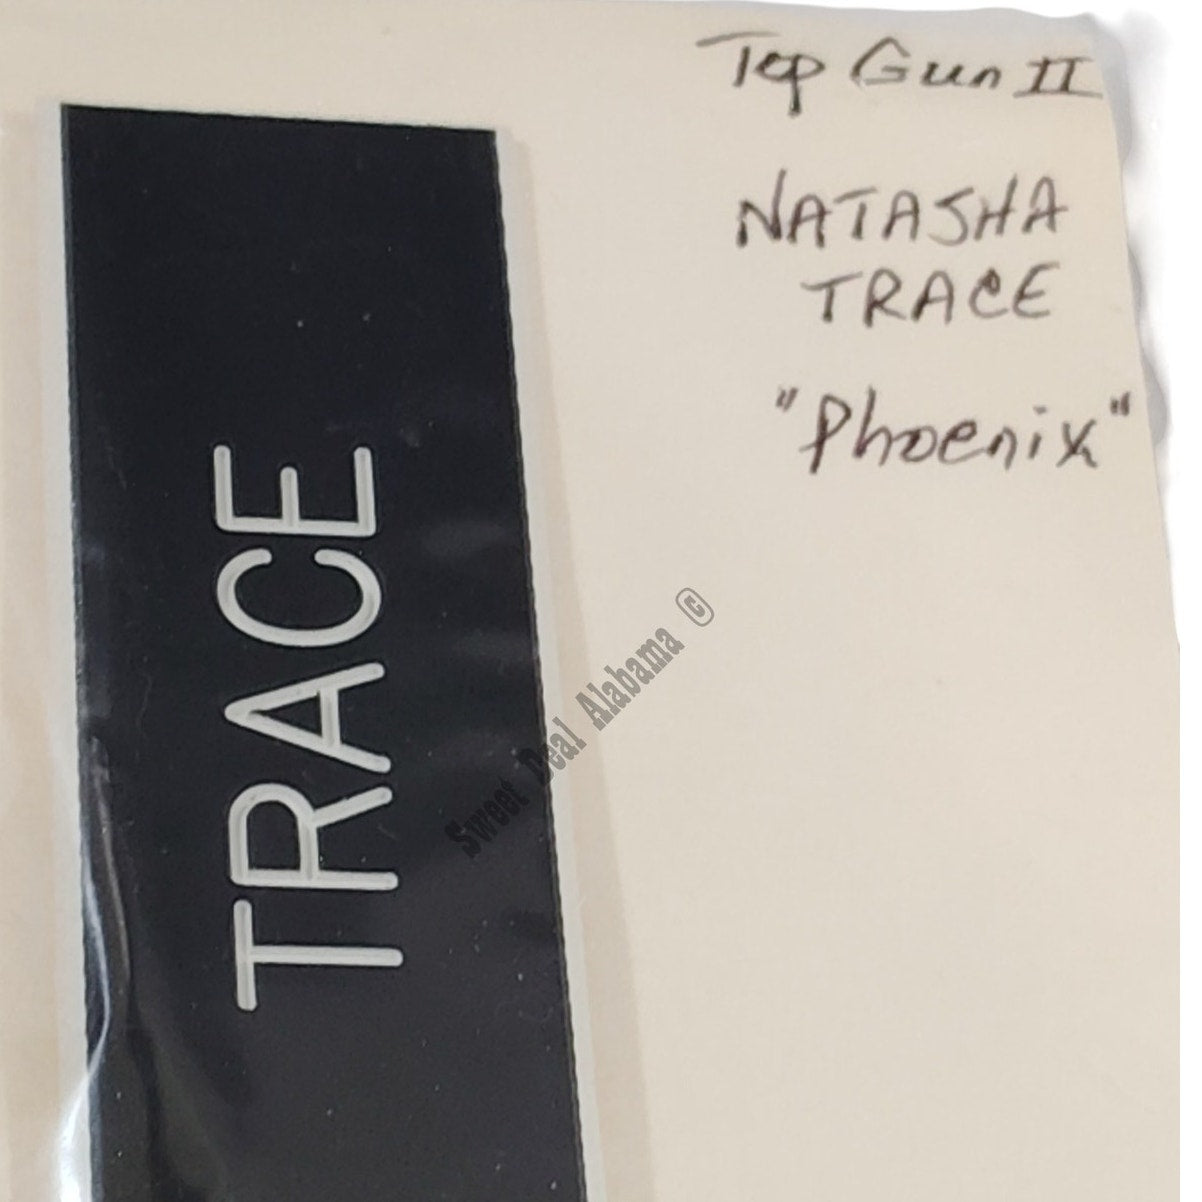 Top Gun II
NATASHA
TRACE
"Phoenix"
TRACE
Sweet Deal Alabama ©